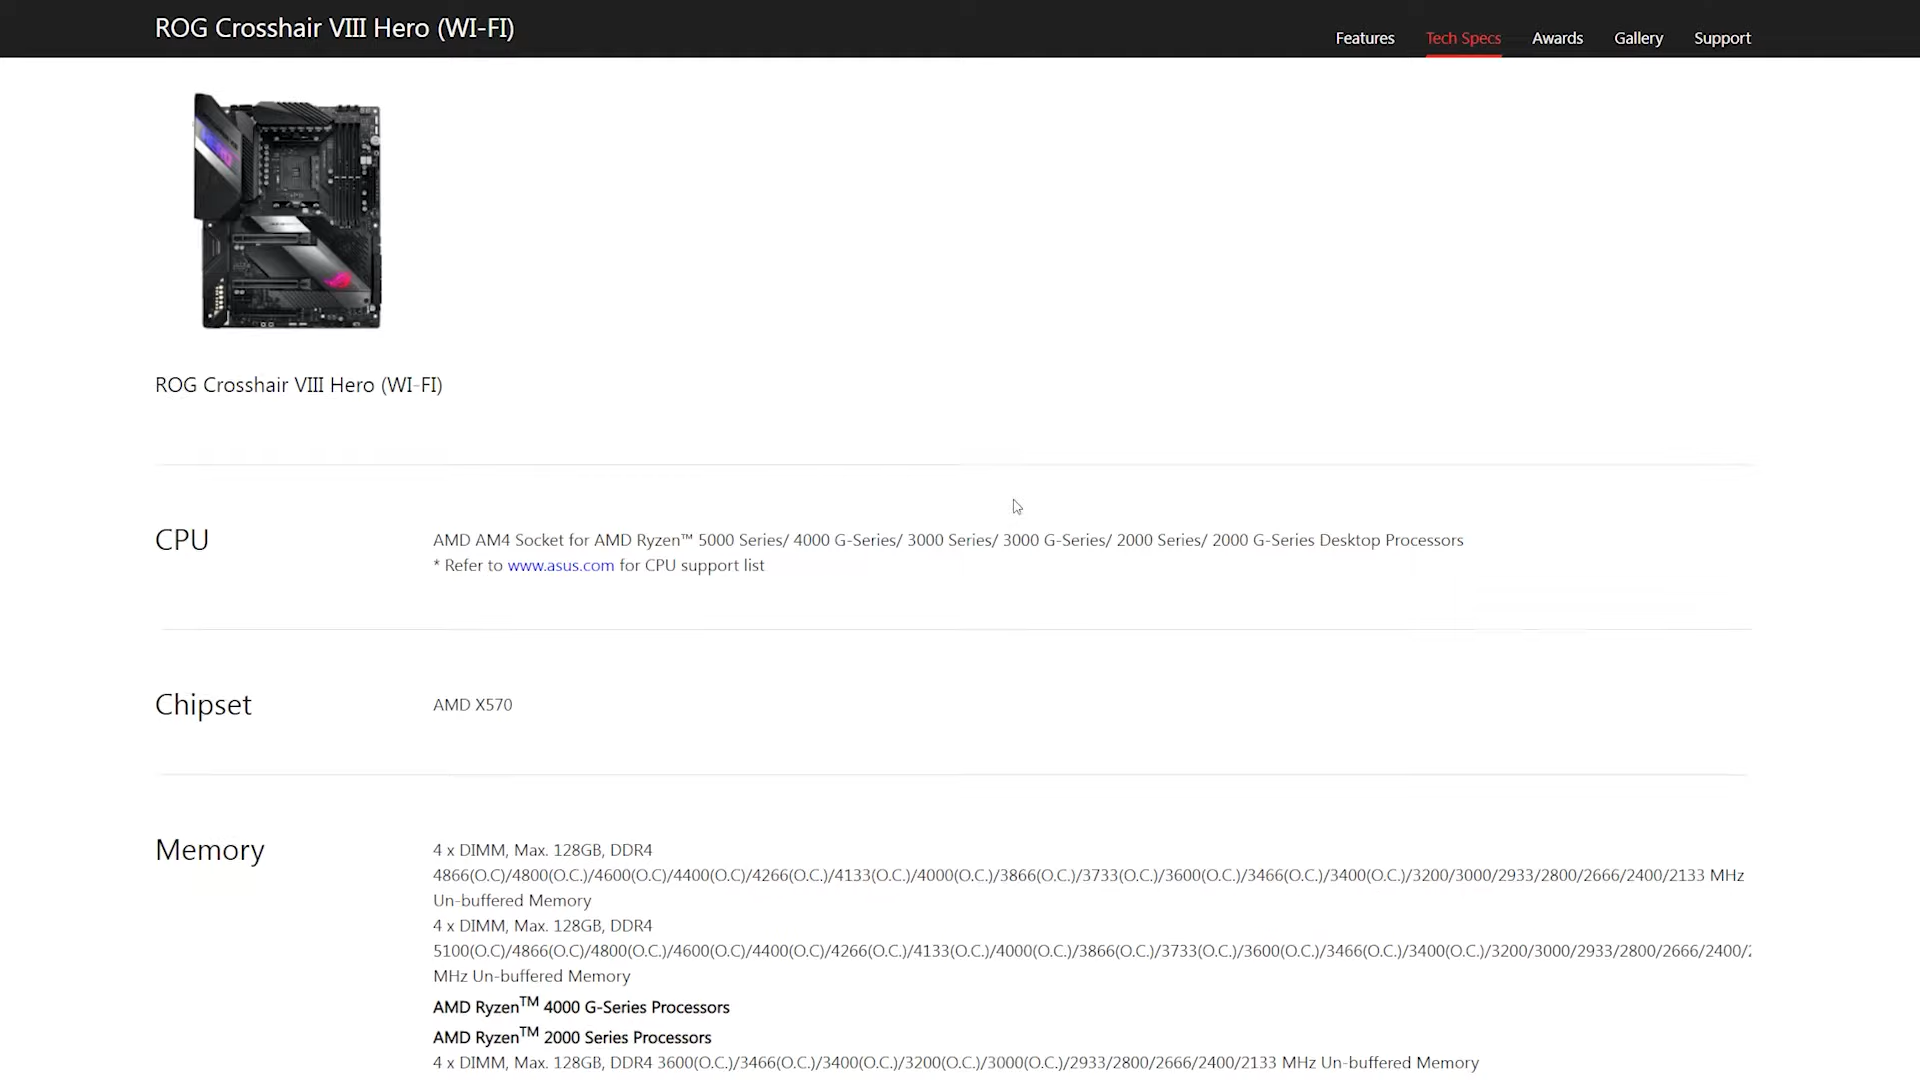 ROG Crosshair VIII Hero (WI-FI)
Features
Tech Specs
Awards
Gallery
Support
ROG Crosshair VIII Hero (WI-FI)
CPU
AMD AM4 Socket for AMD Ryzen™ 5000 Series/ 4000 G-Series/ 3000 Series/ 3000 G-Series/ 2000 Series/ 2000 G-Series Desktop Processors
* Refer to www.asus.com for CPU support list
Chipset
AMD X570
Memory
4 x DIMM, Max. 128GB, DDR4
4866(O.C)/4800(O.C.)/4600(O.C)/4400(O.C)/4266(O.C.)/4133(O.C.)/4000(O.C.)/3866(O.C.)/3733(O.C.)/3600(O.C.)/3466(O.C.)/3400(O.C.)/3200/3000/2933/2800/2666/2400/2133 MHz
Un-buffered Memory
4 x DIMM, Max. 128GB, DDR4
5100(O.C)/4866(O.C)/4800(O.C.)/4600(O.C)/4400(O.C)/4266(O.C.)/4133(O.C.)/4000(O.C.)/3866(O.C.)/3733(O.C.)/3600(O.C.)/3466(O.C.)/3400(O.C.)/3200/3000/2933/2800/2666/2400/
MHz Un-buffered Memory
AMD Ryzen™ 4000 G-Series Processors
AMD Ryzen™ 2000 Series Processors
4 x DIMM, Max. 128GB, DDR4 3600(O.C.)/3466(O.C.)/3400(O.C.)/3200(O.C.)/3000(O.C.)/2933/2800/2666/2400/2133 MHz Un-buffered Memory